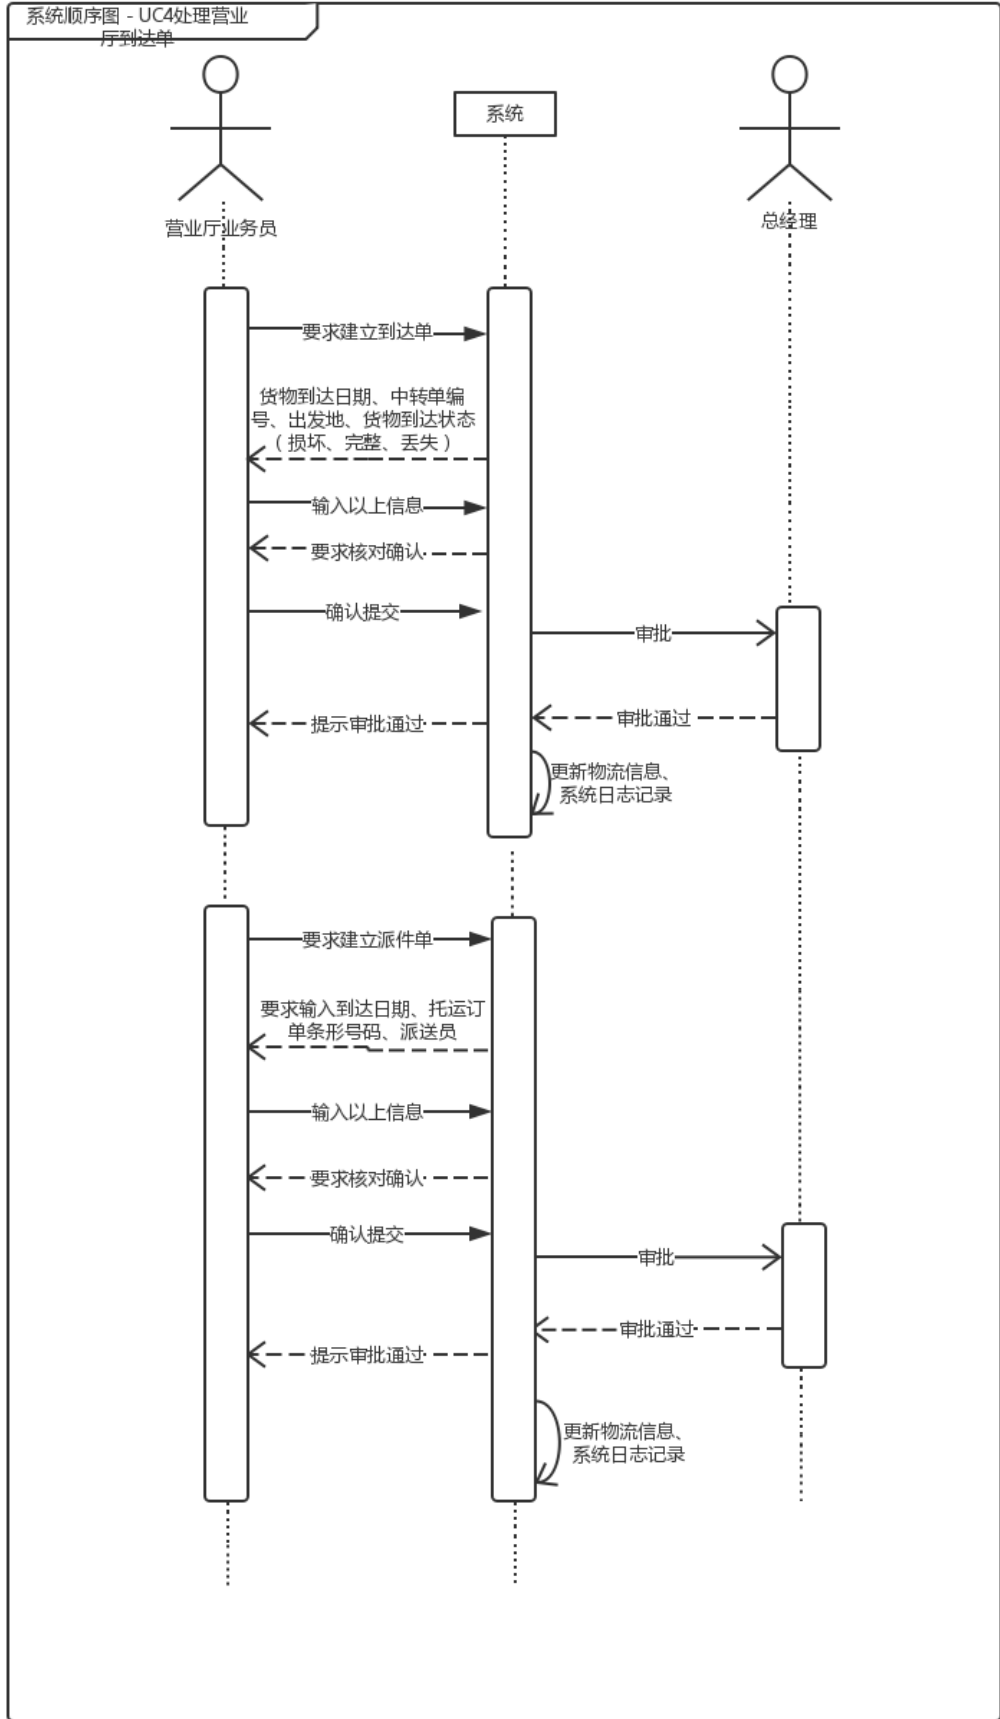 系统顺序图 - UC4处理营业
厅到达单
系统
营业厅业务员
总经理
要求建立到达单
货物到达日期、中转单编
号、出发地、货物到达状态
（损坏、完整、丢失）
输入以上信息
要求核对确认
确认提交
审批
审批通过
提示审批通过
更新物流信息、
系统日志记录
要求建立派件单
要求输入到达日期、托运订
单条形号码、派送员
输入以上信息
要求核对确认
确认提交
审批
审批通过
提示审批通过
更新物流信息、
系统日志记录